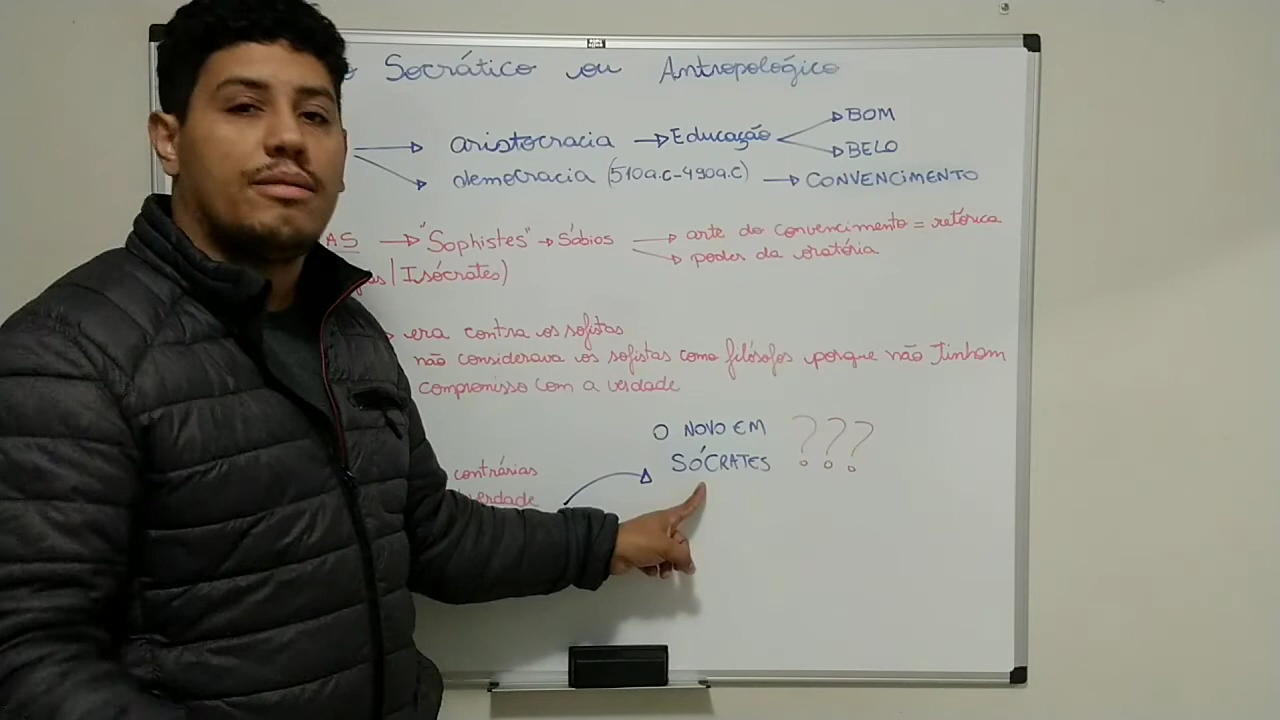 o Socrático ou Antropológico
aristocracia → Educação
BOM
BELO
democracia (510a.c-490a.c) → CONVENCIMENTO
AS → "Sophistes" → Sábios
arte do convencimento = retórica
poder da oratória
| Isócrates)
era contra os sofistas
não considerava os sofistas como filósofos porque não tinham
compromisso com a verdade
O NOVO EM
SÓCRATES ???
contrárias
verdade